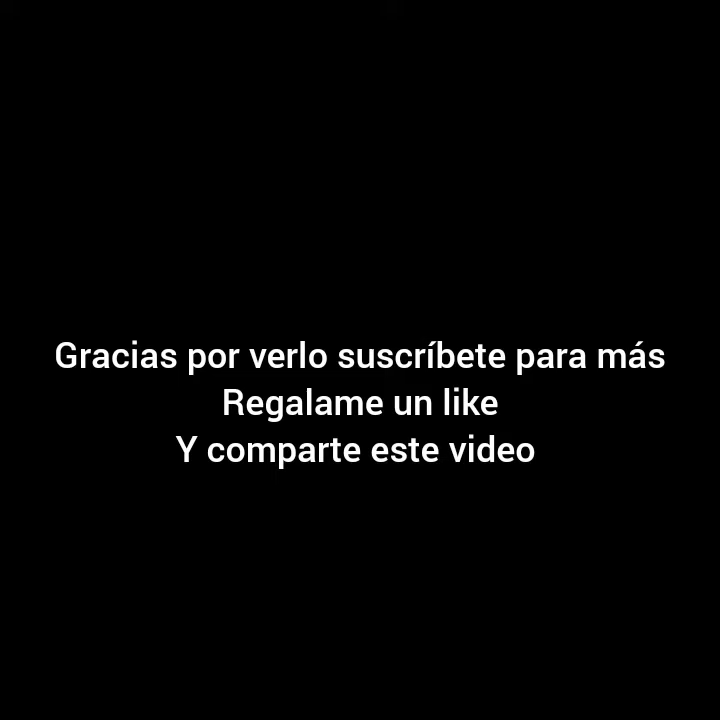 Gracias por verlo suscríbete para más
Regalame un like
Y comparte este video